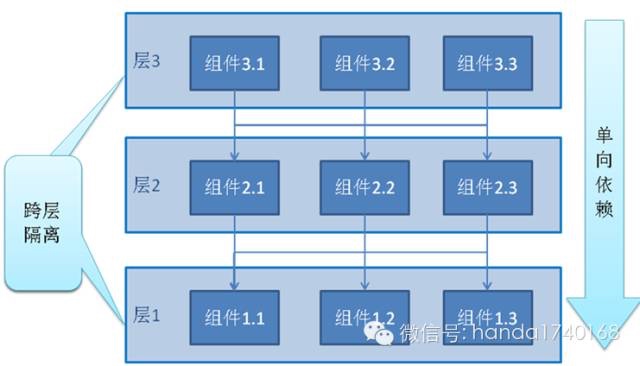 层3
组件3.1
组件3.2
组件3.3
层2
组件2.1
组件2.2
组件2.3
层1
组件1.1
组件1.2
组件1.3
跨层
隔离
单
向
依
赖
微信号: handa1740168